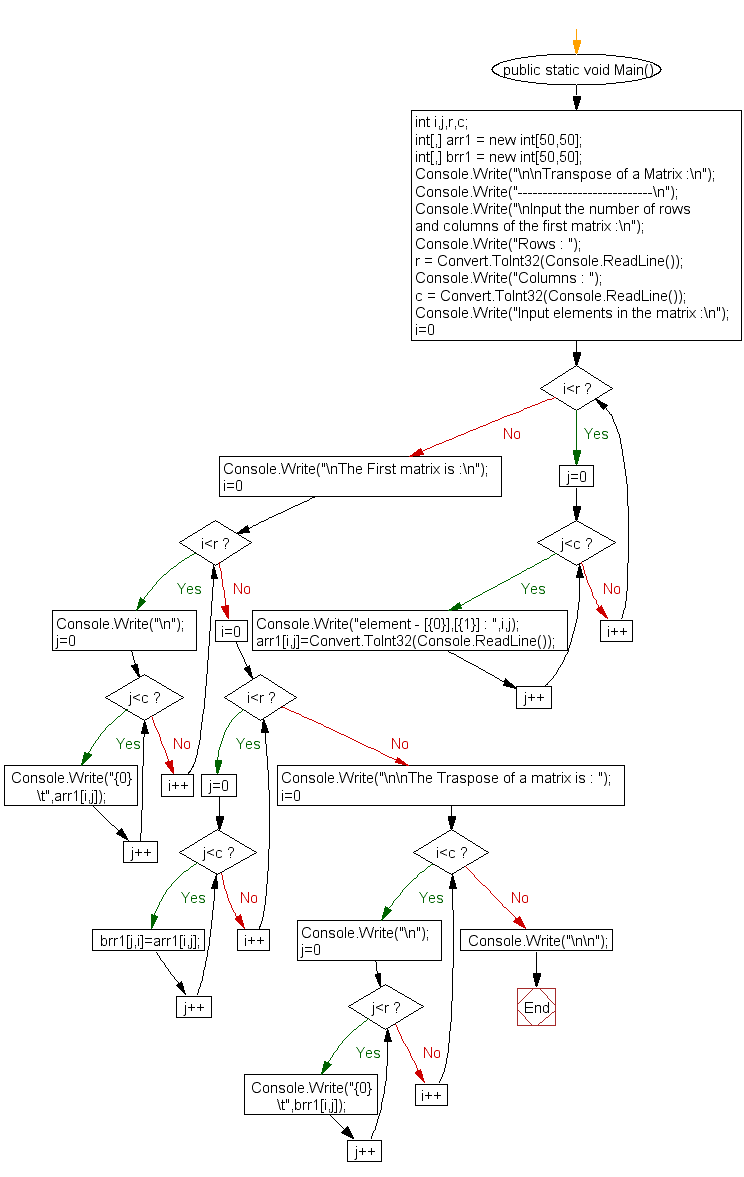 public static void Main()
int i,j,r,c;
int[,] arr1 = new int[50,50];
int[,] brr1 = new int[50,50];
Console.Write("\n\nTranspose of a Matrix :\n");
Console.Write("---------------------------\n");
Console.Write("\nInput the number of rows
and columns of the first matrix :\n");
Console.Write("Rows : ");
r = Convert.ToInt32(Console.ReadLine());
Console.Write("Columns : ");
c = Convert.ToInt32(Console.ReadLine());
Console.Write("Input elements in the matrix :\n");
i=0
i<r ?
No
Yes
Console.Write("\nThe First matrix is :\n");
i=0
j=0
i<r ?
j<c ?
Yes
No
Yes
No
Console.Write("\n");
j=0
i=0
Console.Write("element - [{0}],[{1}] : ",i,j);
arr1[i,j]=Convert.ToInt32(Console.ReadLine());
i++
j<c ?
i<r ?
j++
Yes
No
Yes
No
Console.Write("{0}
\t",arr1[i,j]);
i++
j=0
Console.Write("\n\nThe Traspose of a matrix is : ");
i=0
j++
j<c ?
i<c ?
Yes
No
Yes
No
brr1[j,i]=arr1[i,j];
i++
Console.Write("\n");
j=0
Console.Write("\n\n");
j++
j<r ?
End
Yes
No
Console.Write("{0}
\t",brr1[i,j]);
i++
j++